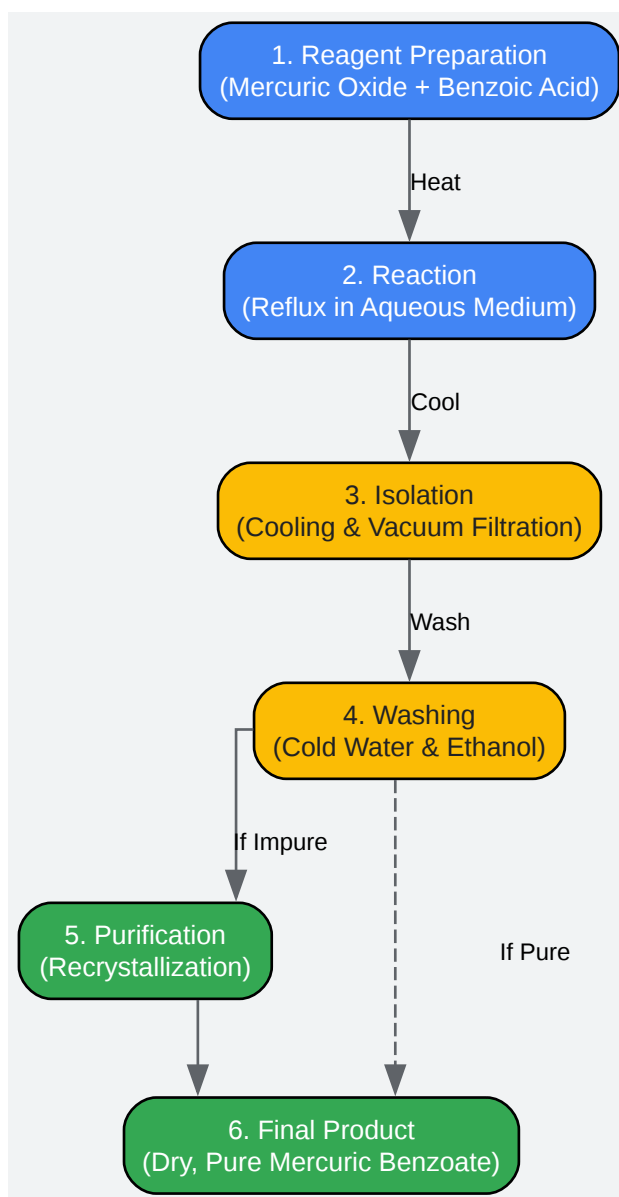 1. Reagent Preparation
(Mercuric Oxide + Benzoic Acid)
Heat
2. Reaction
(Reflux in Aqueous Medium)
Cool
3. Isolation
(Cooling & Vacuum Filtration)
Wash
4. Washing
(Cold Water & Ethanol)
If Impure
5. Purification
(Recrystallization)
If Pure
6. Final Product
(Dry, Pure Mercuric Benzoate)